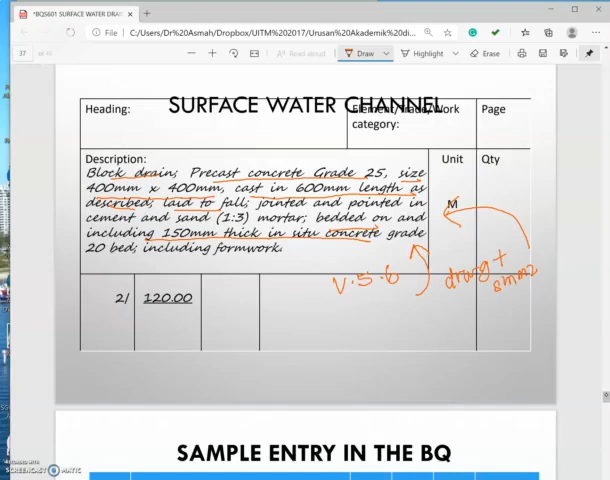 *BQS601 SURFACE WATER DRAI
File
C:/Users/Dr%20Asmah/Dropbox/UITM%202017/Urusan%20Akademik%20di...
37
of 40
Read aloud
Draw
Highlight
Erase
SURFACE WATER CHANNEL
Heading:
Element/Trade/Work category:
Page
Description:
Unit
Qty
Block drain; Precast concrete Grade 25, size
400mm x 400mm, cast in 600mm length as
described; laid to fall; jointed and pointed in
cement and sand (1:3) mortar; bedded on and
including 150mm thick in situ concrete grade
20 bed; including formwork.
M
V.5.6
drwg +
smm2
2/
120.00
SAMPLE ENTRY IN THE BQ
RECORDED WITH
SCREENCAST MATIC